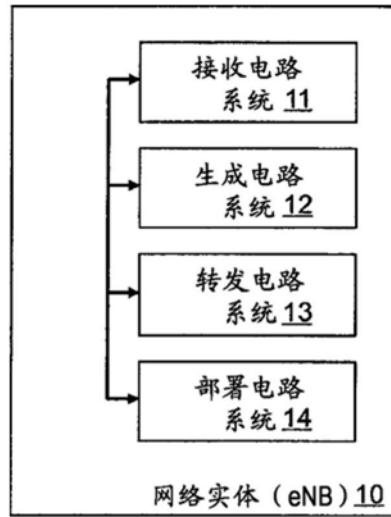 接收电路
系统 11
生成电路
系统 12
转发电路
系统 13
部署电路
系统 14
网络实体（eNB）10